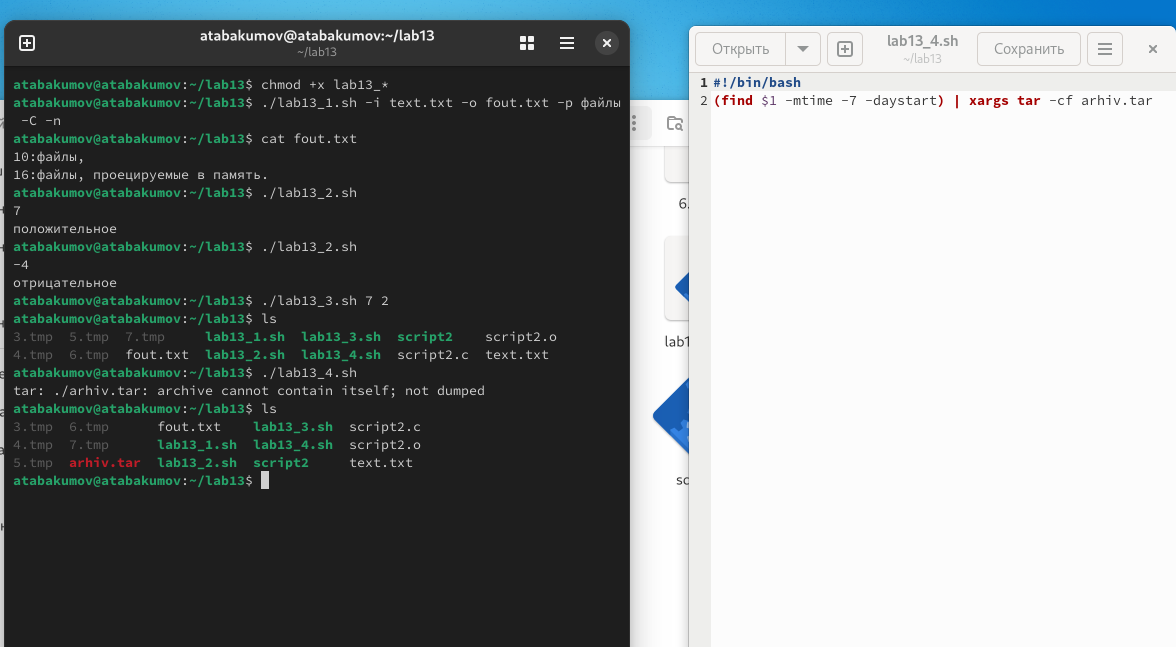 atabakumov@atabakumov:~/lab13
~/lab13
atabakumov@atabakumov:~/lab13$ chmod +x lab13_*
atabakumov@atabakumov:~/lab13$ ./lab13_1.sh -i text.txt -o fout.txt -p файлы
-C -n
atabakumov@atabakumov:~/lab13$ cat fout.txt
10:файлы,
16:файлы, проецируемые в память.
atabakumov@atabakumov:~/lab13$ ./lab13_2.sh
7
положительное
atabakumov@atabakumov:~/lab13$ ./lab13_2.sh
-4
отрицательное
atabakumov@atabakumov:~/lab13$ ./lab13_3.sh 7 2
atabakumov@atabakumov:~/lab13$ ls
3.tmp 5.tmp 7.tmp lab13_1.sh lab13_3.sh script2 script2.o
4.tmp 6.tmp fout.txt lab13_2.sh lab13_4.sh script2.c text.txt
atabakumov@atabakumov:~/lab13$ ./lab13_4.sh
tar: ./arhiv.tar: archive cannot contain itself; not dumped
atabakumov@atabakumov:~/lab13$ ls
3.tmp 6.tmp fout.txt lab13_3.sh script2.c
4.tmp 7.tmp lab13_1.sh lab13_4.sh script2.o
5.tmp arhiv.tar lab13_2.sh script2 text.txt
atabakumov@atabakumov:~/lab13$
6.
lab1
sc
Открыть
lab13_4.sh
~/lab13
Сохранить
1 #!/bin/bash
2 (find $1 -mtime -7 -daystart) | xargs tar -cf arhiv.tar